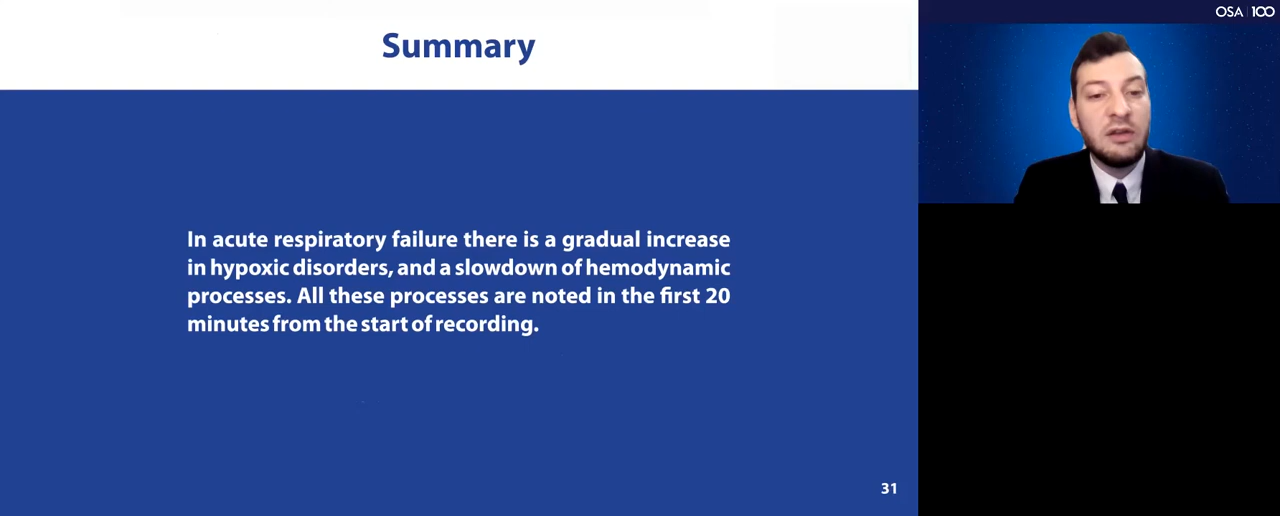 Summary
OSA 100
In acute respiratory failure there is a gradual increase
in hypoxic disorders, and a slowdown of hemodynamic
processes. All these processes are noted in the first 20
minutes from the start of recording.
31